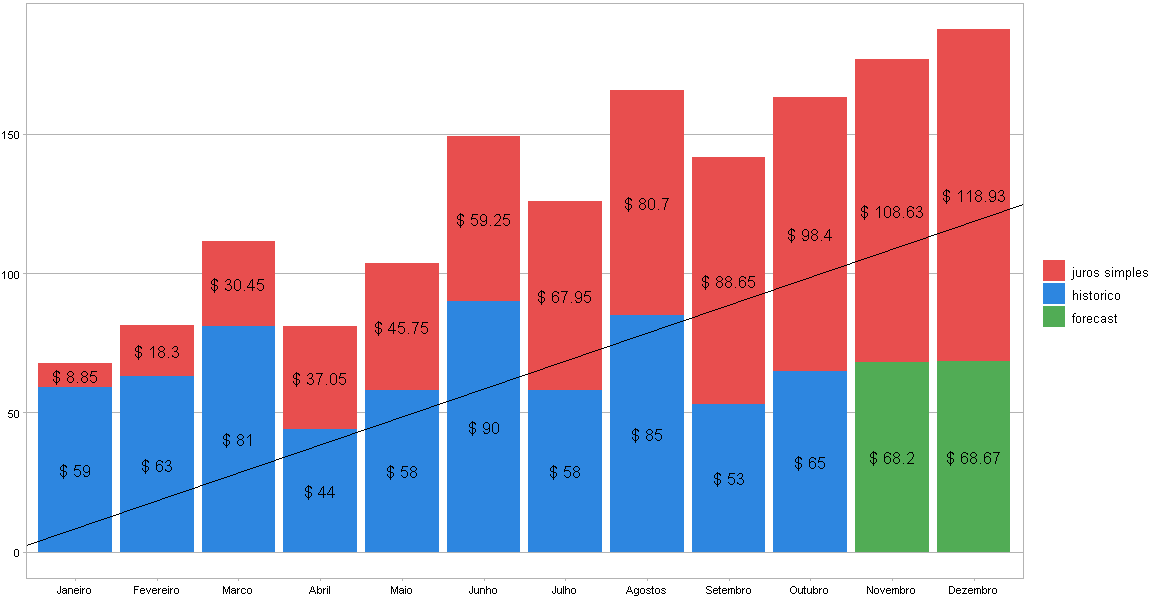 150
100
50
0
$ 8.85
$ 18.3
$ 30.45
$ 37.05
$ 45.75
$ 59.25
$ 67.95
$ 80.7
$ 88.65
$ 98.4
$ 108.63
$ 118.93
$ 59
$ 63
$ 81
$ 44
$ 58
$ 90
$ 58
$ 85
$ 53
$ 65
$ 68.2
$ 68.67
Janeiro
Fevereiro
Marco
Abril
Maio
Junho
Julho
Agostos
Setembro
Outubro
Novembro
Dezembro
juros simples
historico
forecast